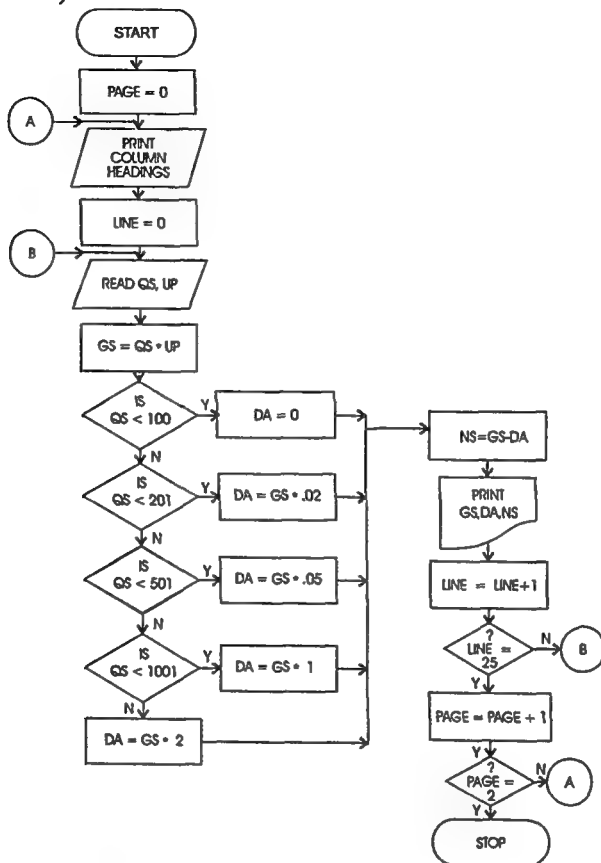 START
PAGE = 0
A
PRINT
COLUMN
HEADINGS
LINE = 0
B
READ QS, UP
GS = QS * UP
IS
QS < 100
Y
DA = 0
N
IS
QS < 201
Y
DA = GS * .02
N
IS
QS < 501
Y
DA = GS * .05
N
IS
QS < 1001
Y
DA = GS * 1
N
DA = GS * 2
NS=GS-DA
PRINT
GS,DA,NS
LINE = LINE+1
?
LINE =
25
N
B
Y
PAGE = PAGE + 1
Y
?
PAGE =
2
N
A
Y
STOP